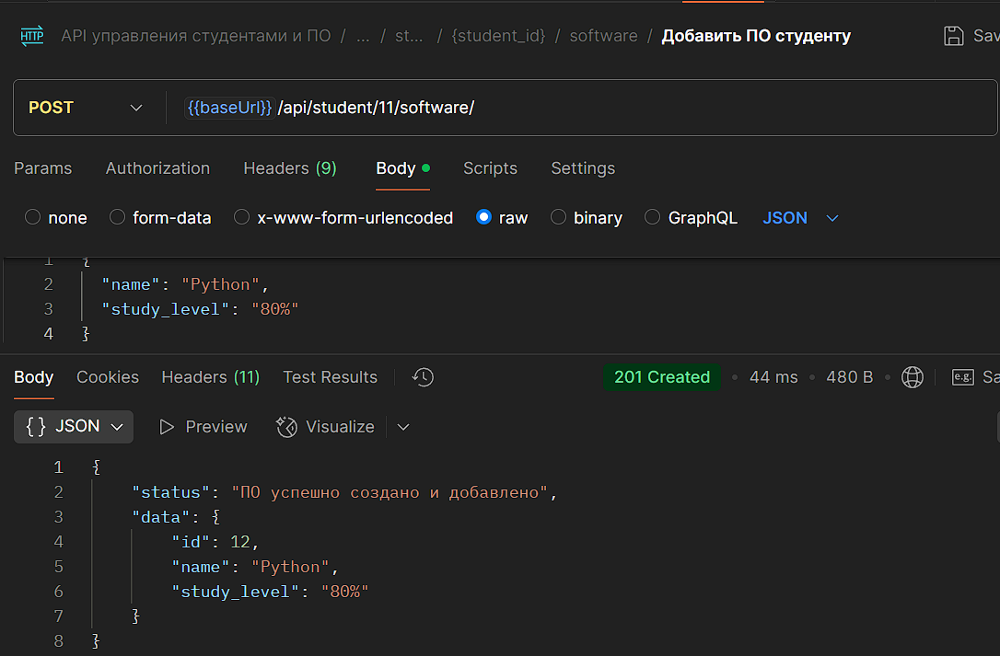 HTTP API управления студентами и ПО / ... / st... / {student_id} / software / Добавить ПО студенту Sav
POST {{baseUrl}} /api/student/11/software/
Params Authorization Headers (9) Body Scripts Settings
none form-data x-www-form-urlencoded raw binary GraphQL JSON
1 {
2 "name": "Python",
3 "study_level": "80%"
4 }
Body Cookies Headers (11) Test Results 201 Created • 44 ms • 480 B • e.g. Sa
{} JSON Preview Visualize
1 {
2 "status": "ПО успешно создано и добавлено",
3 "data": {
4 "id": 12,
5 "name": "Python",
6 "study_level": "80%"
7 }
8 }